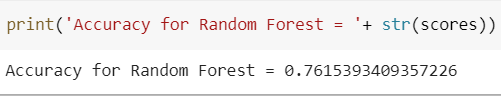 print('Accuracy for Random Forest = '+ str(scores))
Accuracy for Random Forest = 0.7615393409357226